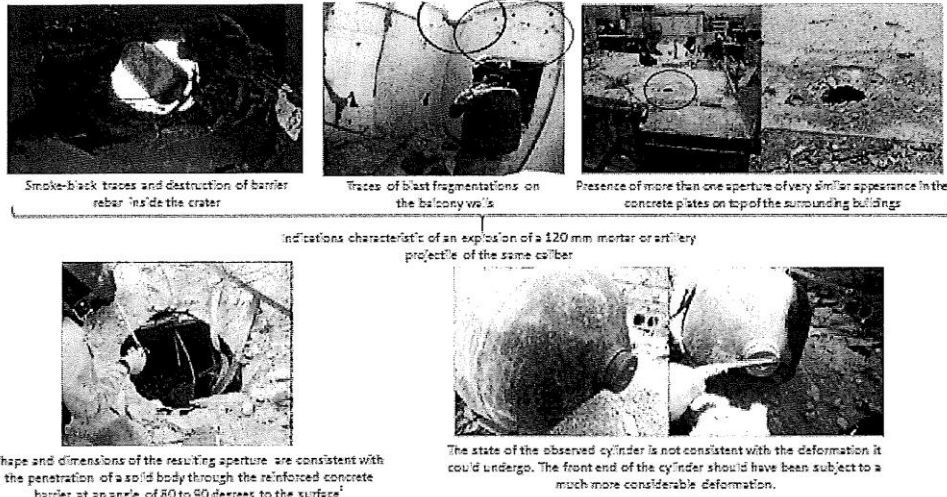 Smoke-black traces and destruction of barrier
rebar inside the crater
Traces of blast fragmentations on
the balcony walls
Presence of more than one aperture of very similar appearance in the
concrete plates on top of the surrounding buildings
Indications characteristic of an explosion of a 120 mm mortar or artillery
projectile of the same caliber
hape and dimensions of the resulting aperture are consistent with
the penetration of a solid body through the reinforced concrete
barrier at an angle of 80 to 90 degrees to the surface
The state of the observed cylinder is not consistent with the deformation it
could undergo. The front end of the cylinder should have been subject to a
much more considerable deformation.